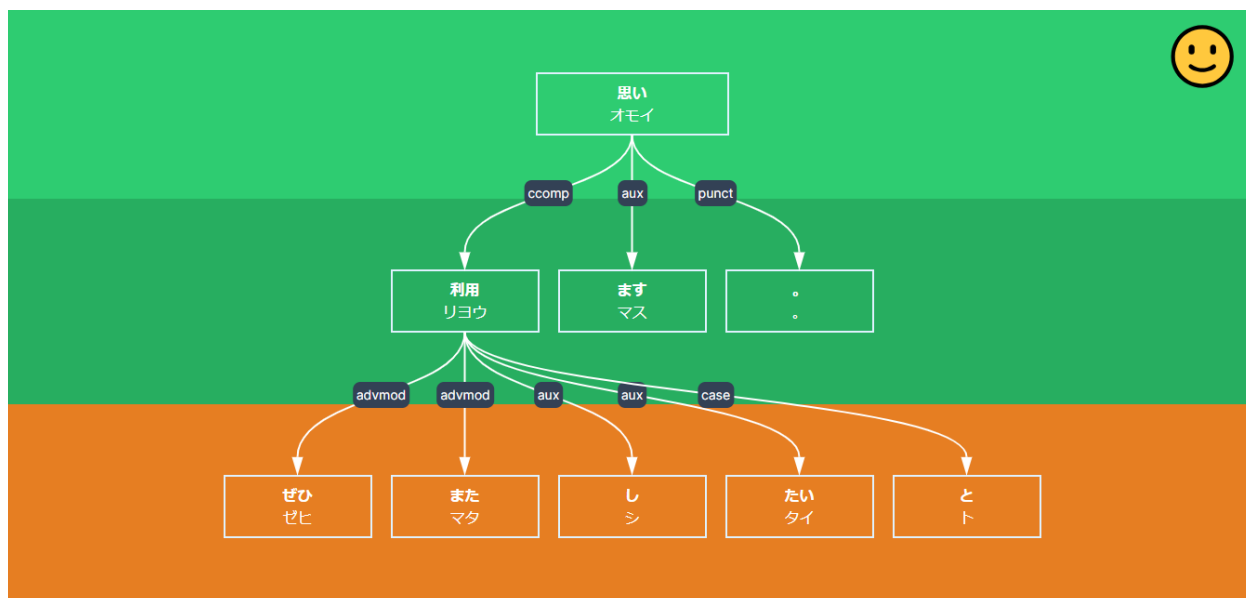 思い
オモイ
ccomp
aux
punct
利用
リヨウ
ます
マス
。
。
advmod
advmod
aux
aux
case
ぜひ
ゼヒ
また
マタ
し
シ
たい
タイ
と
ト